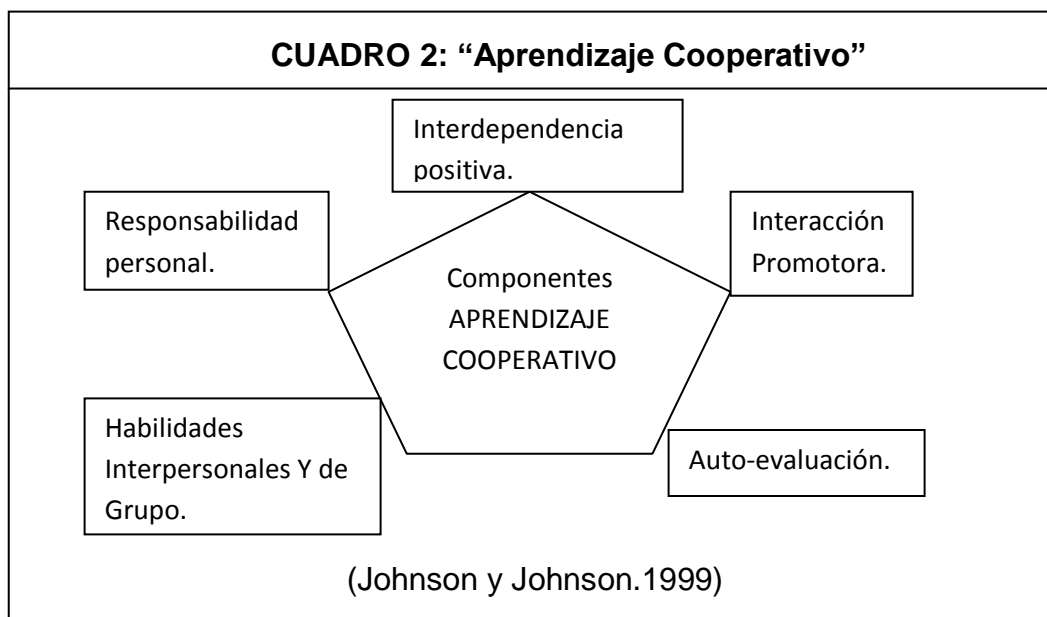 CUADRO 2: “Aprendizaje Cooperativo”
Interdependencia
positiva.
Responsabilidad
personal.
Interacción
Promotora.
Componentes
APRENDIZAJE
COOPERATIVO
Habilidades
Interpersonales Y de
Grupo.
Auto-evaluación.
(Johnson y Johnson.1999)